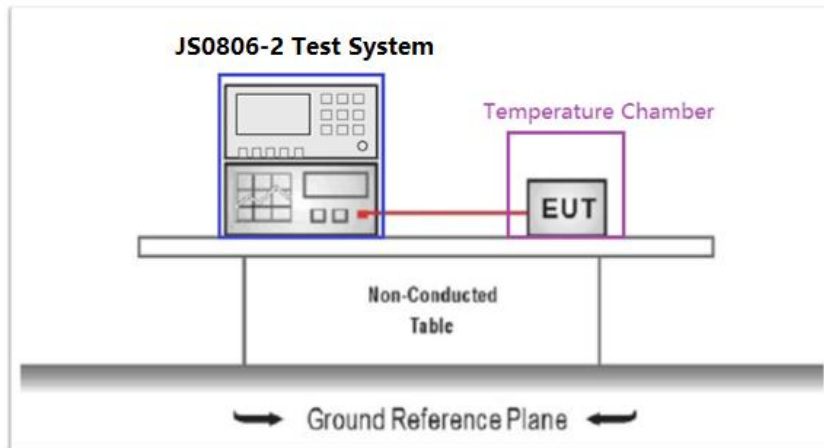 JS0806-2 Test System
Temperature Chamber
EUT
Non-Conducted
Table
Ground Reference Plane